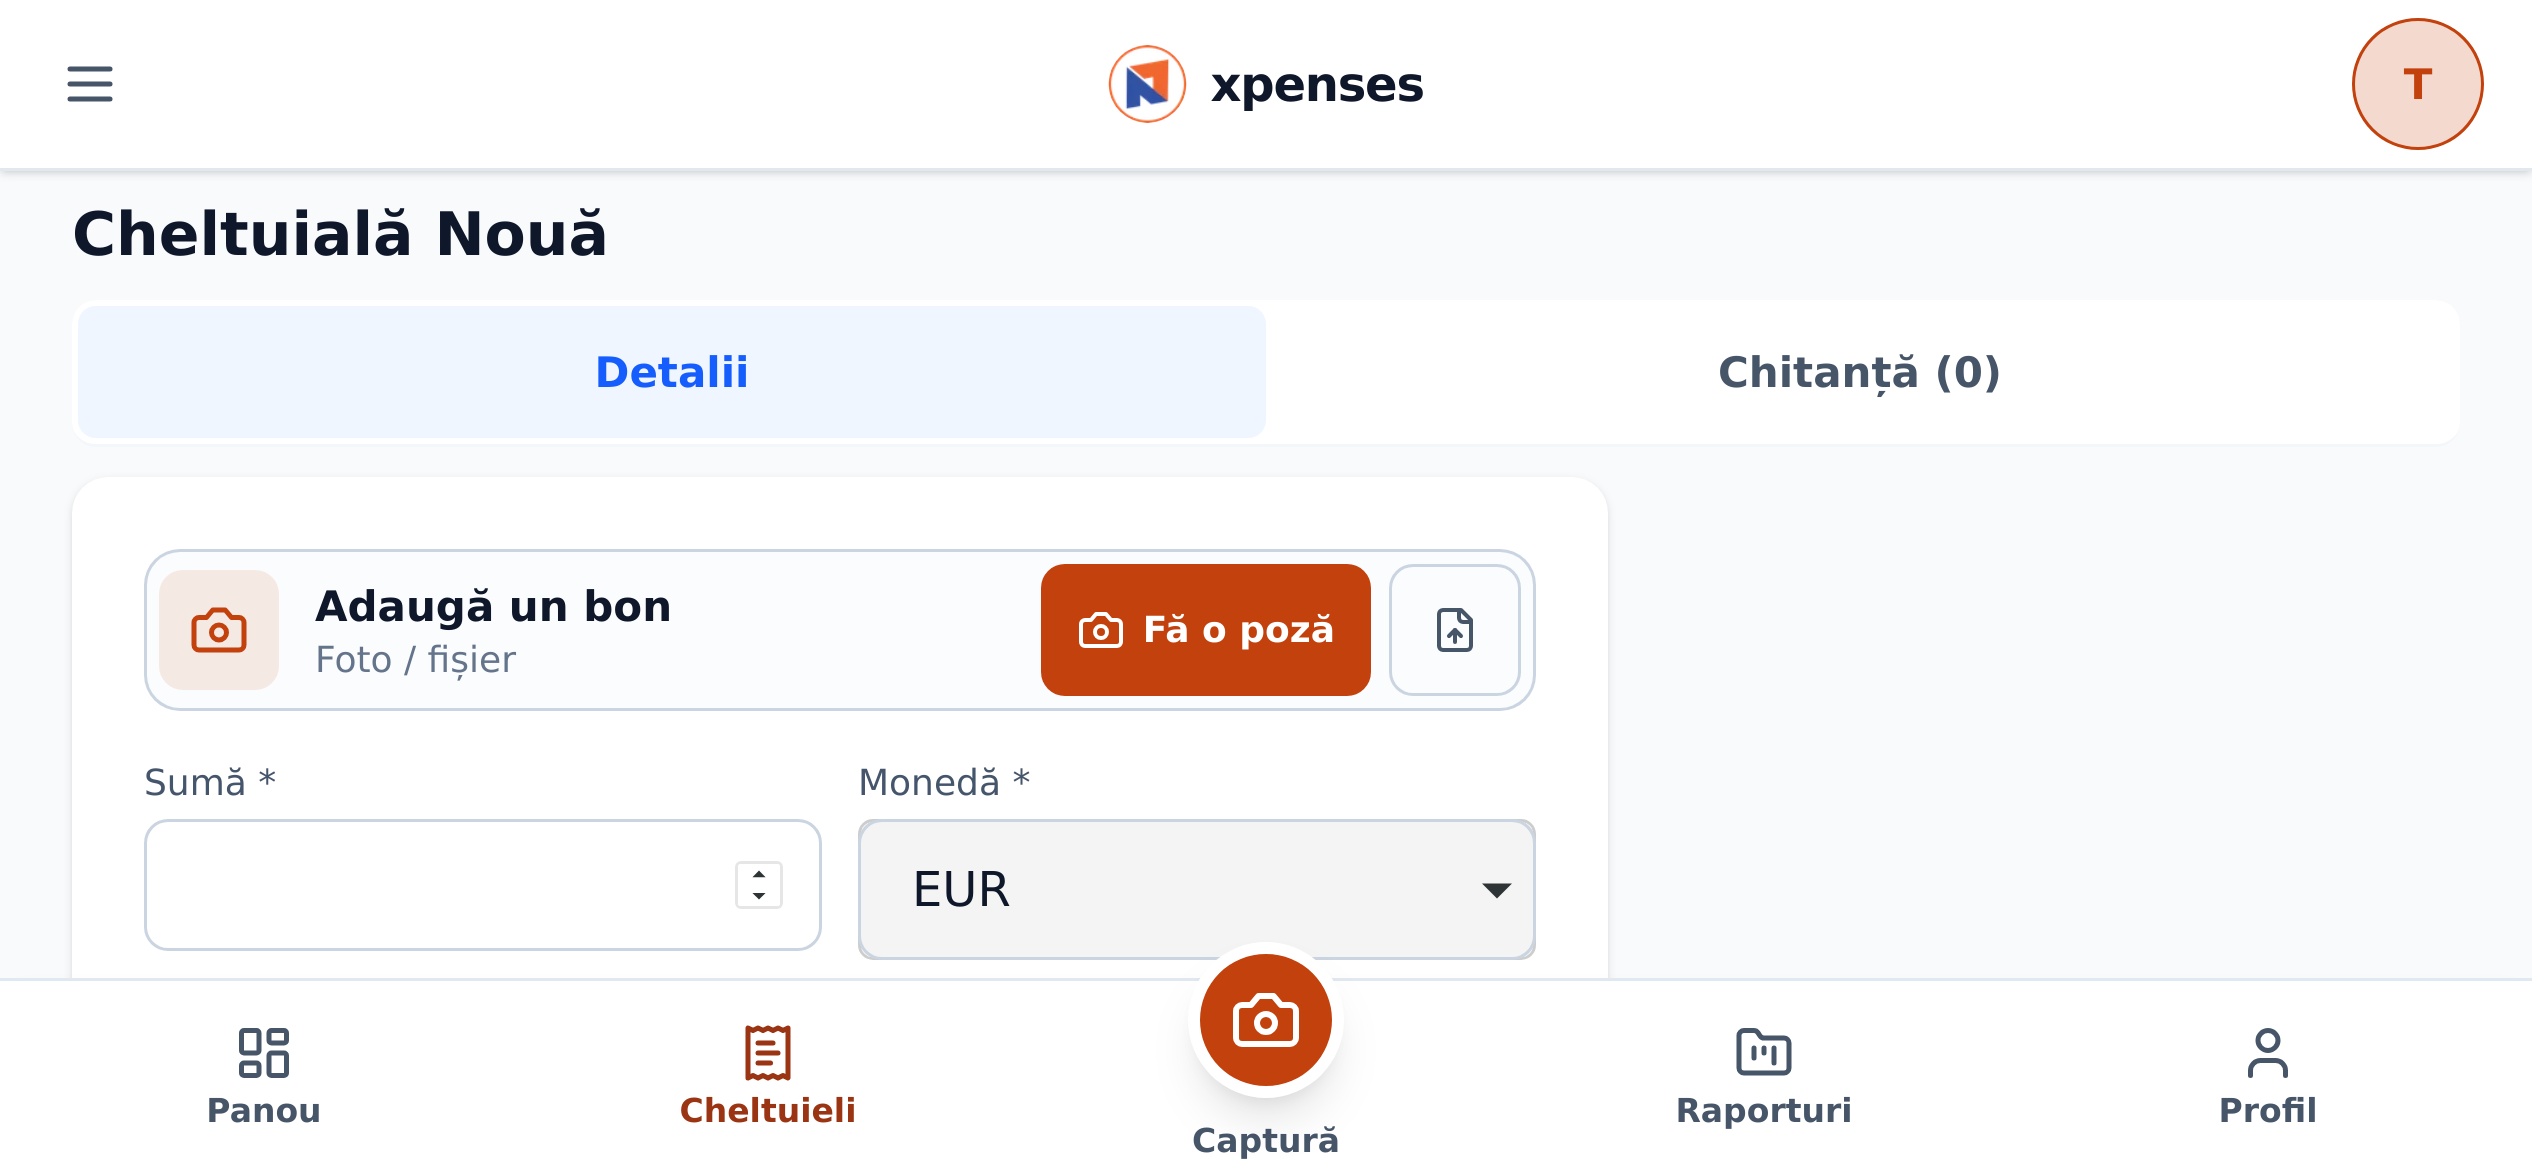 xpenses
T
Cheltuială Nouă
Detalii
Chitanță (0)
Adaugă un bon
Foto / fișier
Fă o poză
Sumă *
Monedă *
EUR
Panou
Cheltuieli
Captură
Raporturi
Profil